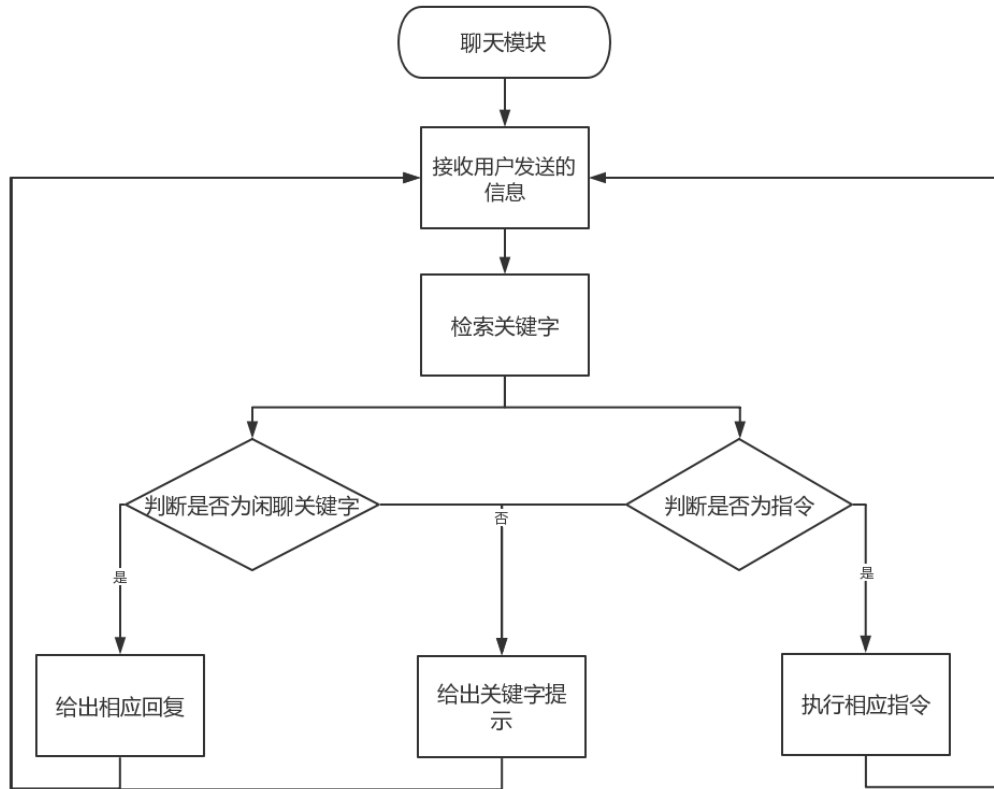 聊天模块
接收用户发送的
信息
检索关键字
判断是否为闲聊关键字
判断是否为指令
否
是
是
给出相应回复
给出关键字提
示
执行相应指令